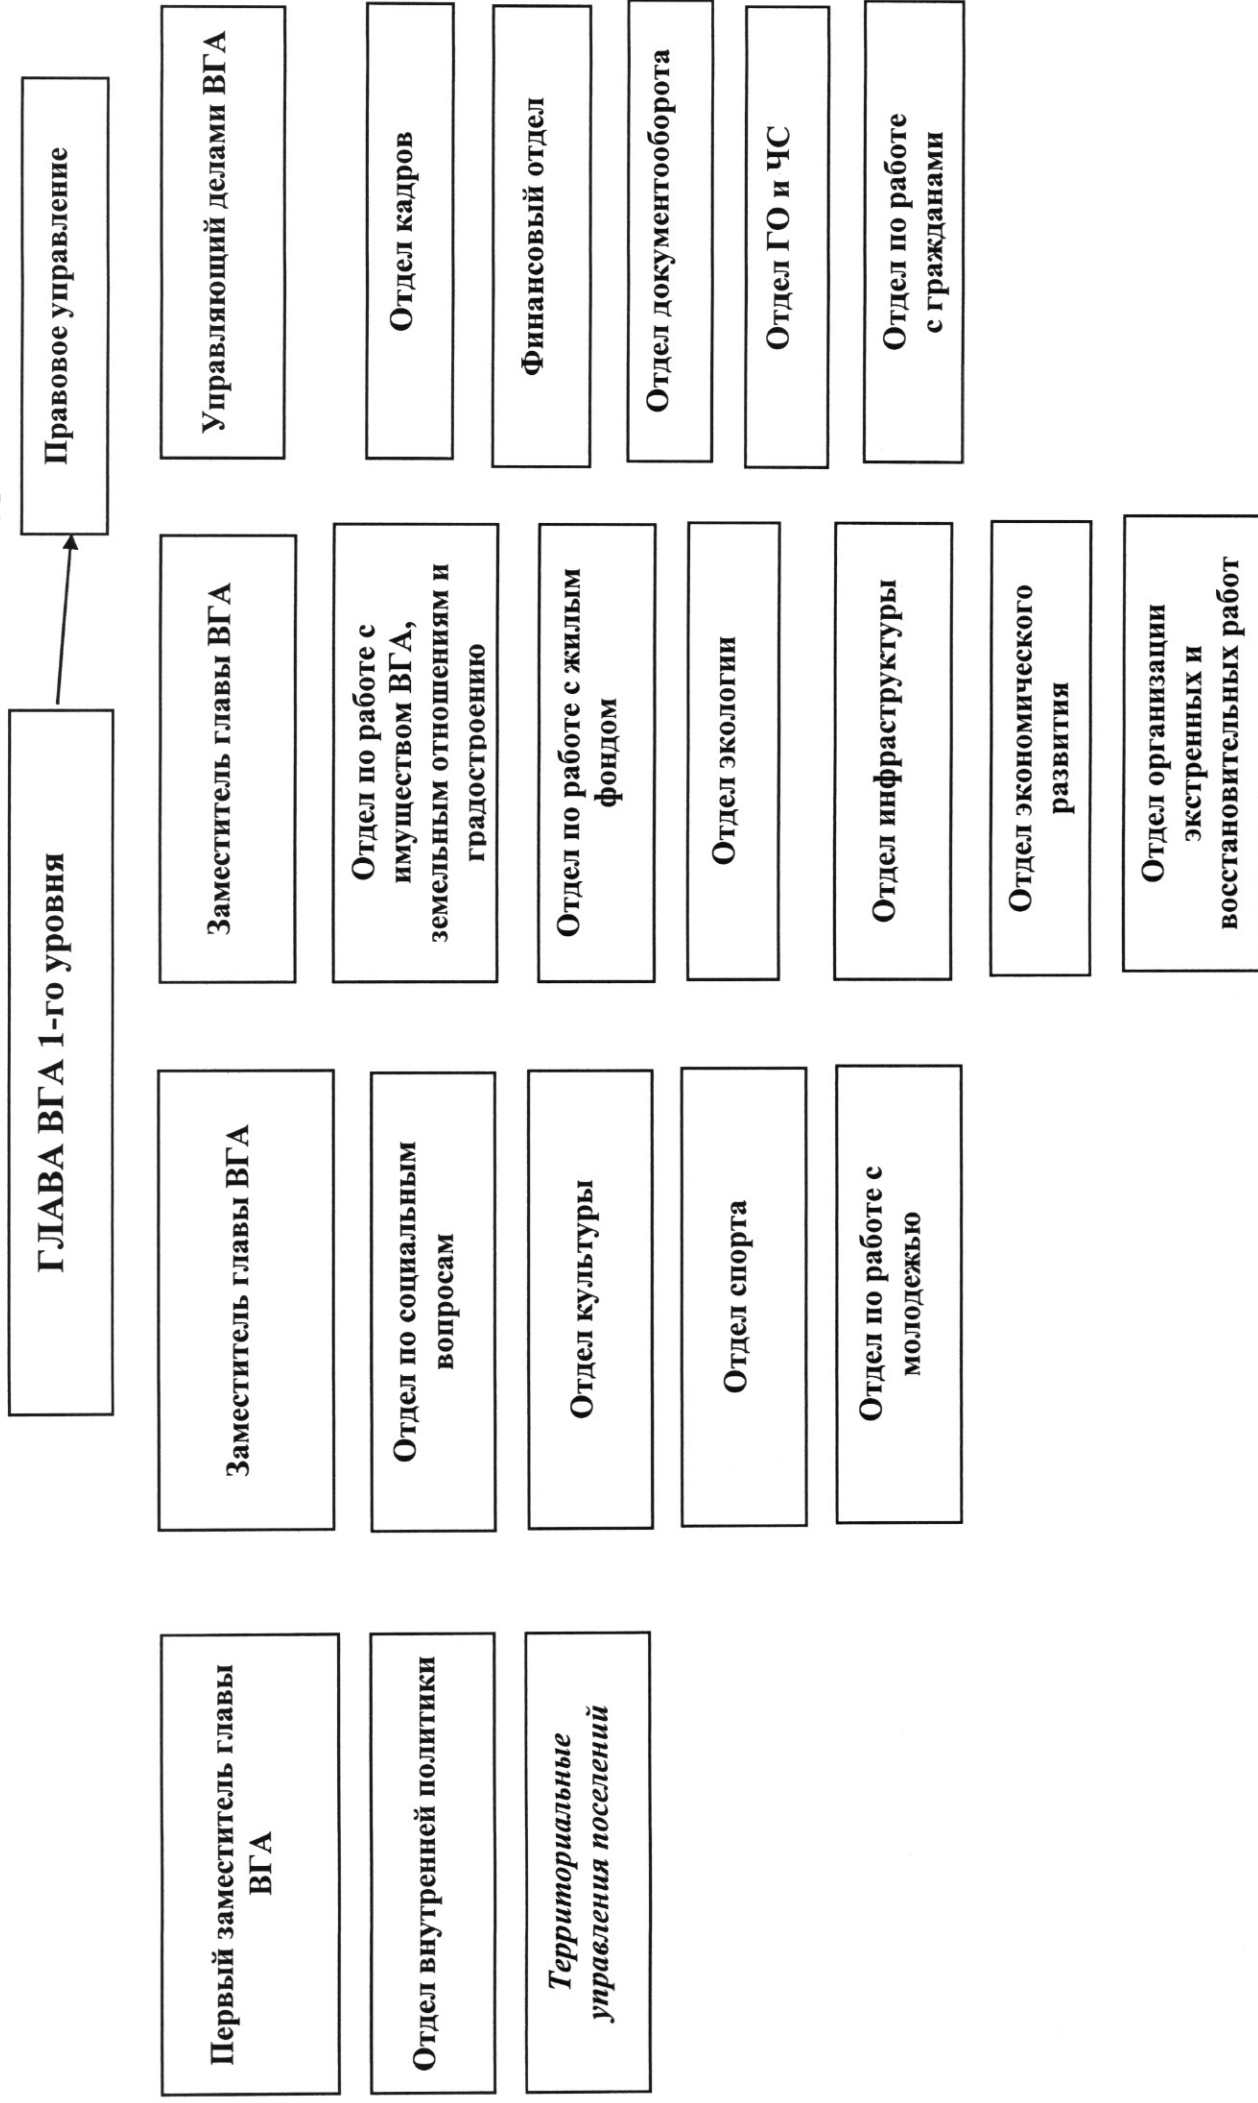 ГЛАВА ВГА 1-го уровня
Правовое управление
Первый заместитель главы
ВГА
Отдел внутренней политики
Территориальные
управления поселений
Заместитель главы ВГА
Отдел по социальным
вопросам
Отдел культуры
Отдел спорта
Отдел по работе с
молодежью
Заместитель главы ВГА
Отдел по работе с
имуществом ВГА,
земельным отношениям и
градостроению
Отдел по работе с жилым
фондом
Отдел экологии
Отдел инфраструктуры
Отдел экономического
развития
Отдел организации
экстренных и
восстановительных работ
Управляющий делами ВГА
Отдел кадров
Финансовый отдел
Отдел документооборота
Отдел ГО и ЧС
Отдел по работе
с гражданами